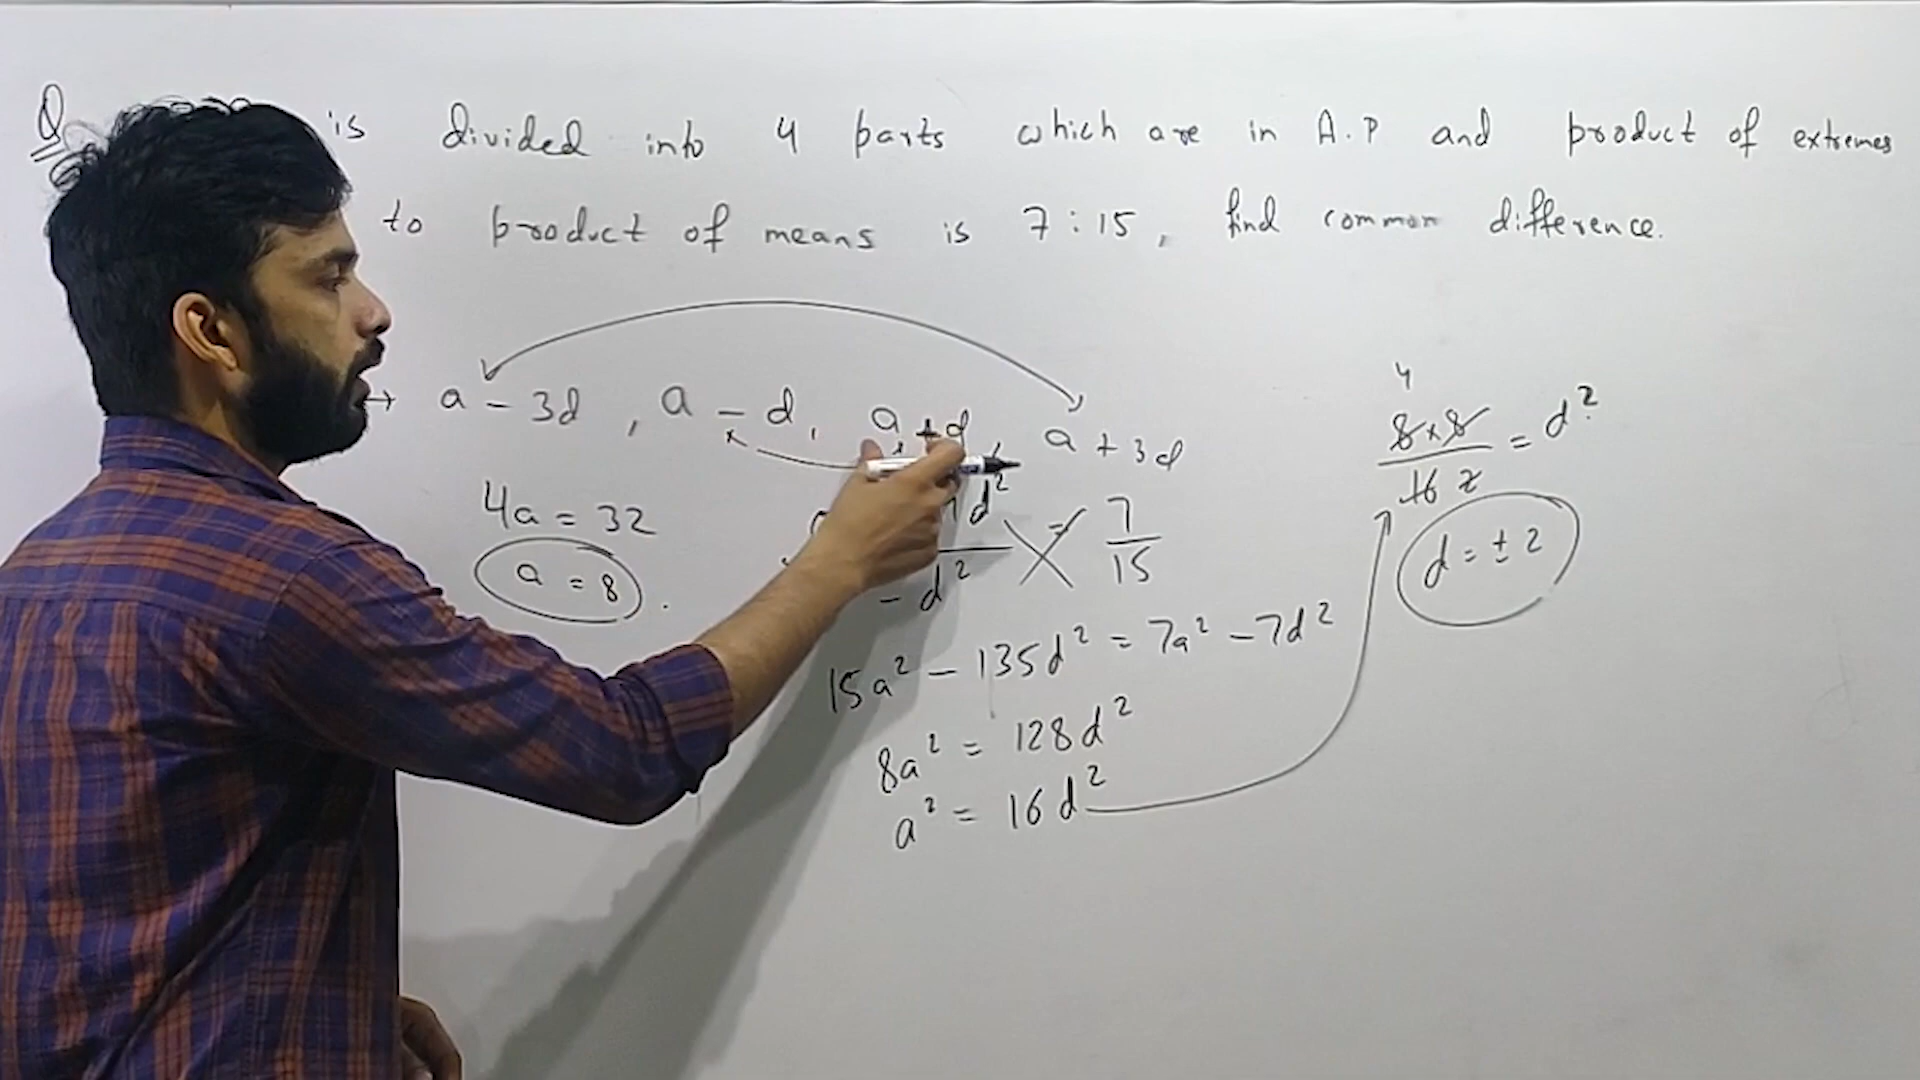 Q is divided into 4 parts which are in A.P and product of extremes
to product of means is 7 : 15, find common difference.
→ a - 3d , a - d , a + d , a + 3d
4a = 32
a = 8
d²
- d²
= 7/15
15a² - 135d² = 7a² - 7d²
8a² = 128d²
a² = 16d²
4
8×8/16 2 = d²
d = ± 2